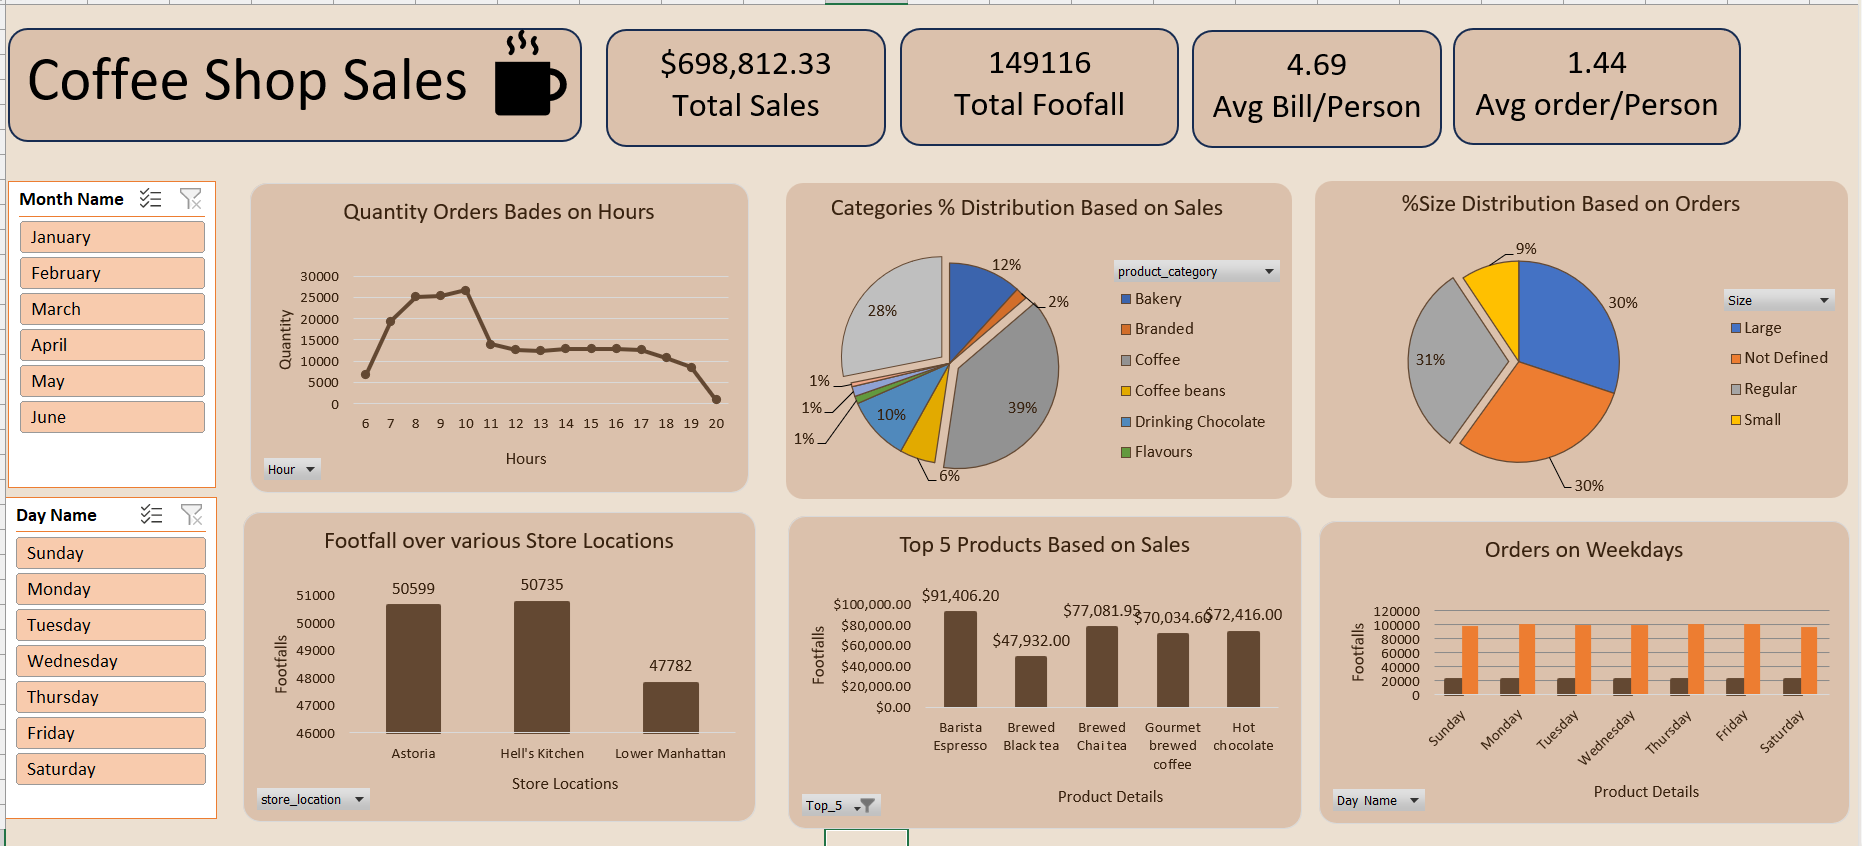 Coffee Shop Sales
$698,812.33
Total Sales
149116
Total Foofall
4.69
Avg Bill/Person
1.44
Avg order/Person
Month Name
January
February
March
April
May
June
Day Name
Sunday
Monday
Tuesday
Wednesday
Thursday
Friday
Saturday
Quantity Orders Bades on Hours
Quantity
30000
25000
20000
15000
10000
5000
0
6 7 8 9 10 11 12 13 14 15 16 17 18 19 20
Hours
Hour
Categories % Distribution Based on Sales
12%
2%
39%
6%
10%
1%
1%
1%
28%
product_category
Bakery
Branded
Coffee
Coffee beans
Drinking Chocolate
Flavours
%Size Distribution Based on Orders
9%
30%
31%
30%
Size
Large
Not Defined
Regular
Small
Footfall over various Store Locations
Footfalls
51000
50000
49000
48000
47000
46000
50599
50735
47782
Astoria Hell's Kitchen Lower Manhattan
Store Locations
store_location
Top 5 Products Based on Sales
Footfalls
$100,000.00
$80,000.00
$60,000.00
$40,000.00
$20,000.00
$0.00
$91,406.20
$47,932.00
$77,081.95
$70,034.60
$72,416.00
Barista
Espresso
Brewed
Black tea
Brewed
Chai tea
Gourmet
brewed
coffee
Hot
chocolate
Product Details
Top_5
Orders on Weekdays
Footfalls
120000
100000
80000
60000
40000
20000
0
Sunday
Monday
Tuesday
Wednesday
Thursday
Friday
Saturday
Product Details
Day Name